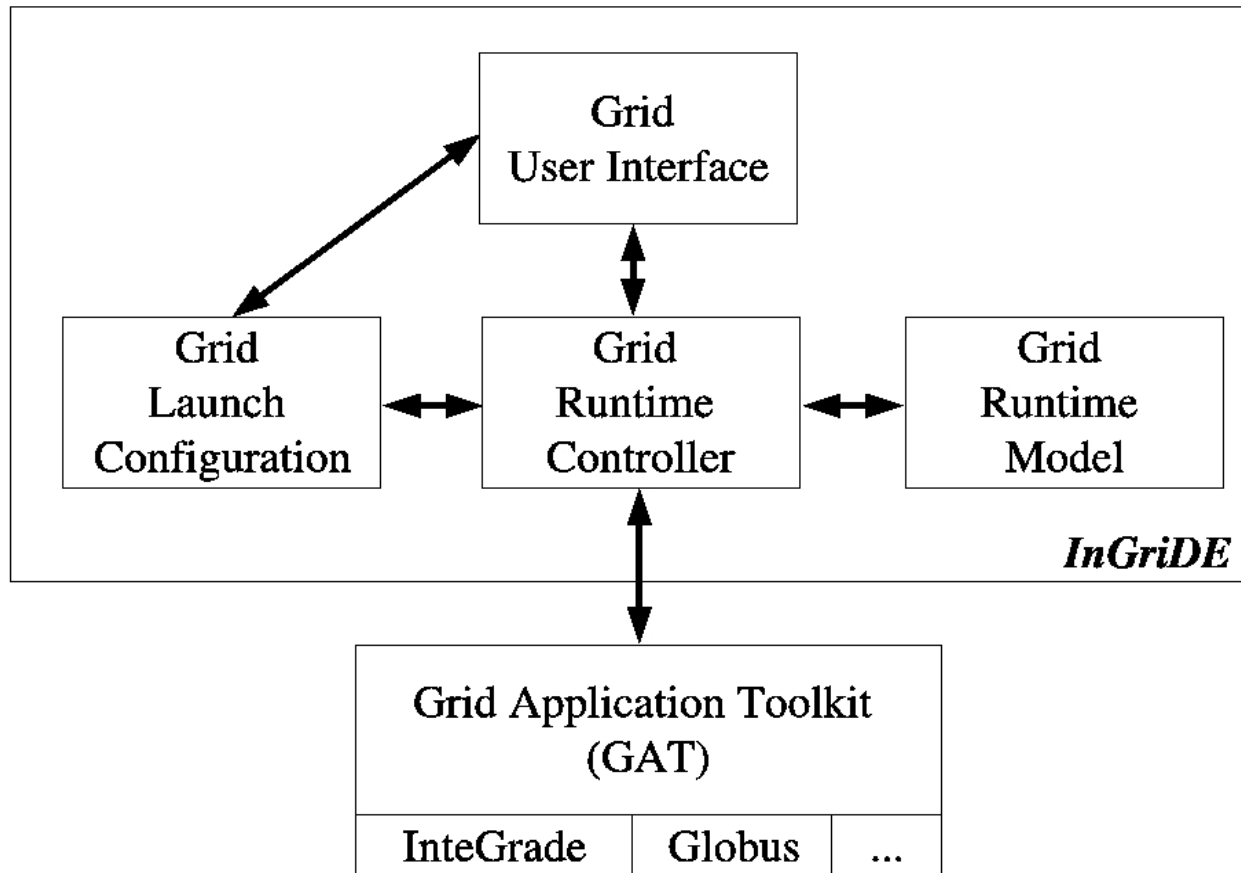 Grid
User Interface
Grid
Launch
Configuration
Grid
Runtime
Controller
Grid
Runtime
Model
InGriDE
Grid Application Toolkit
(GAT)
InteGrade
Globus
...